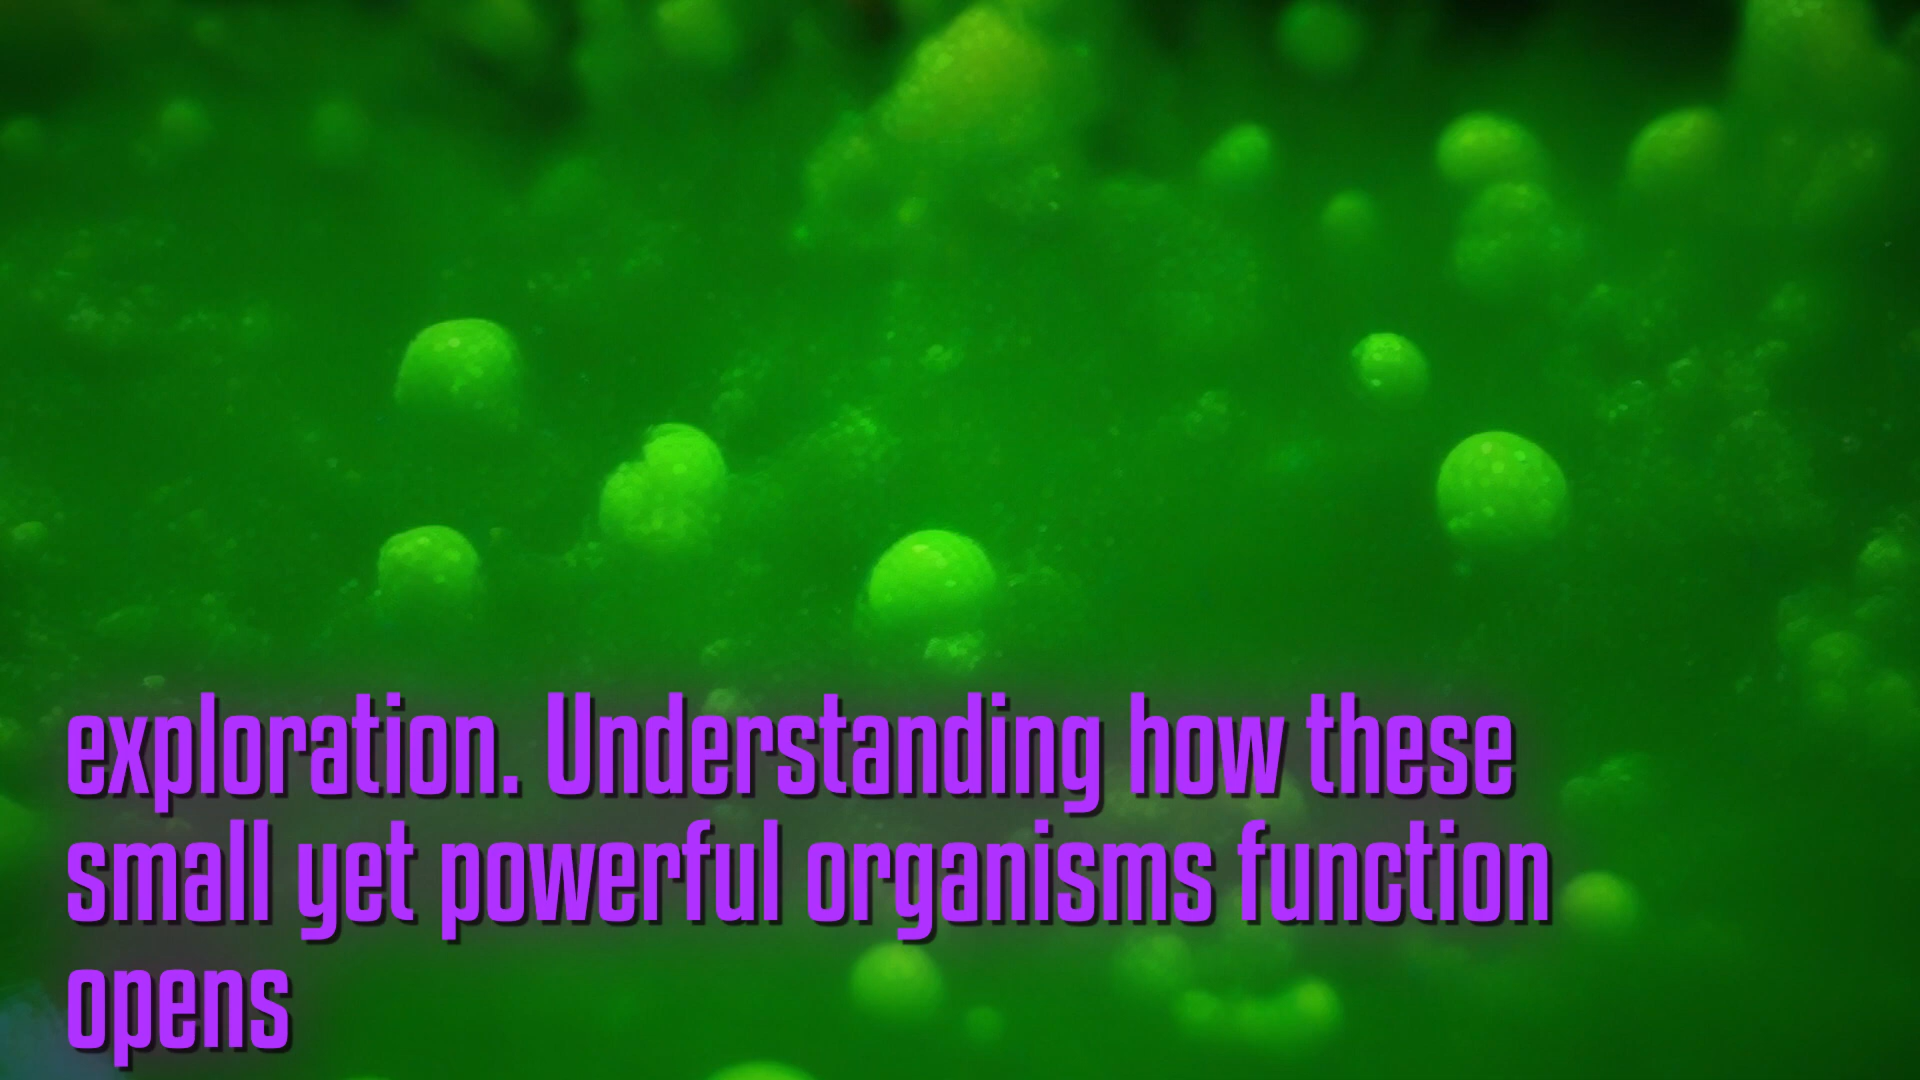 exploration. Understanding how these
small yet powerful organisms function
opens